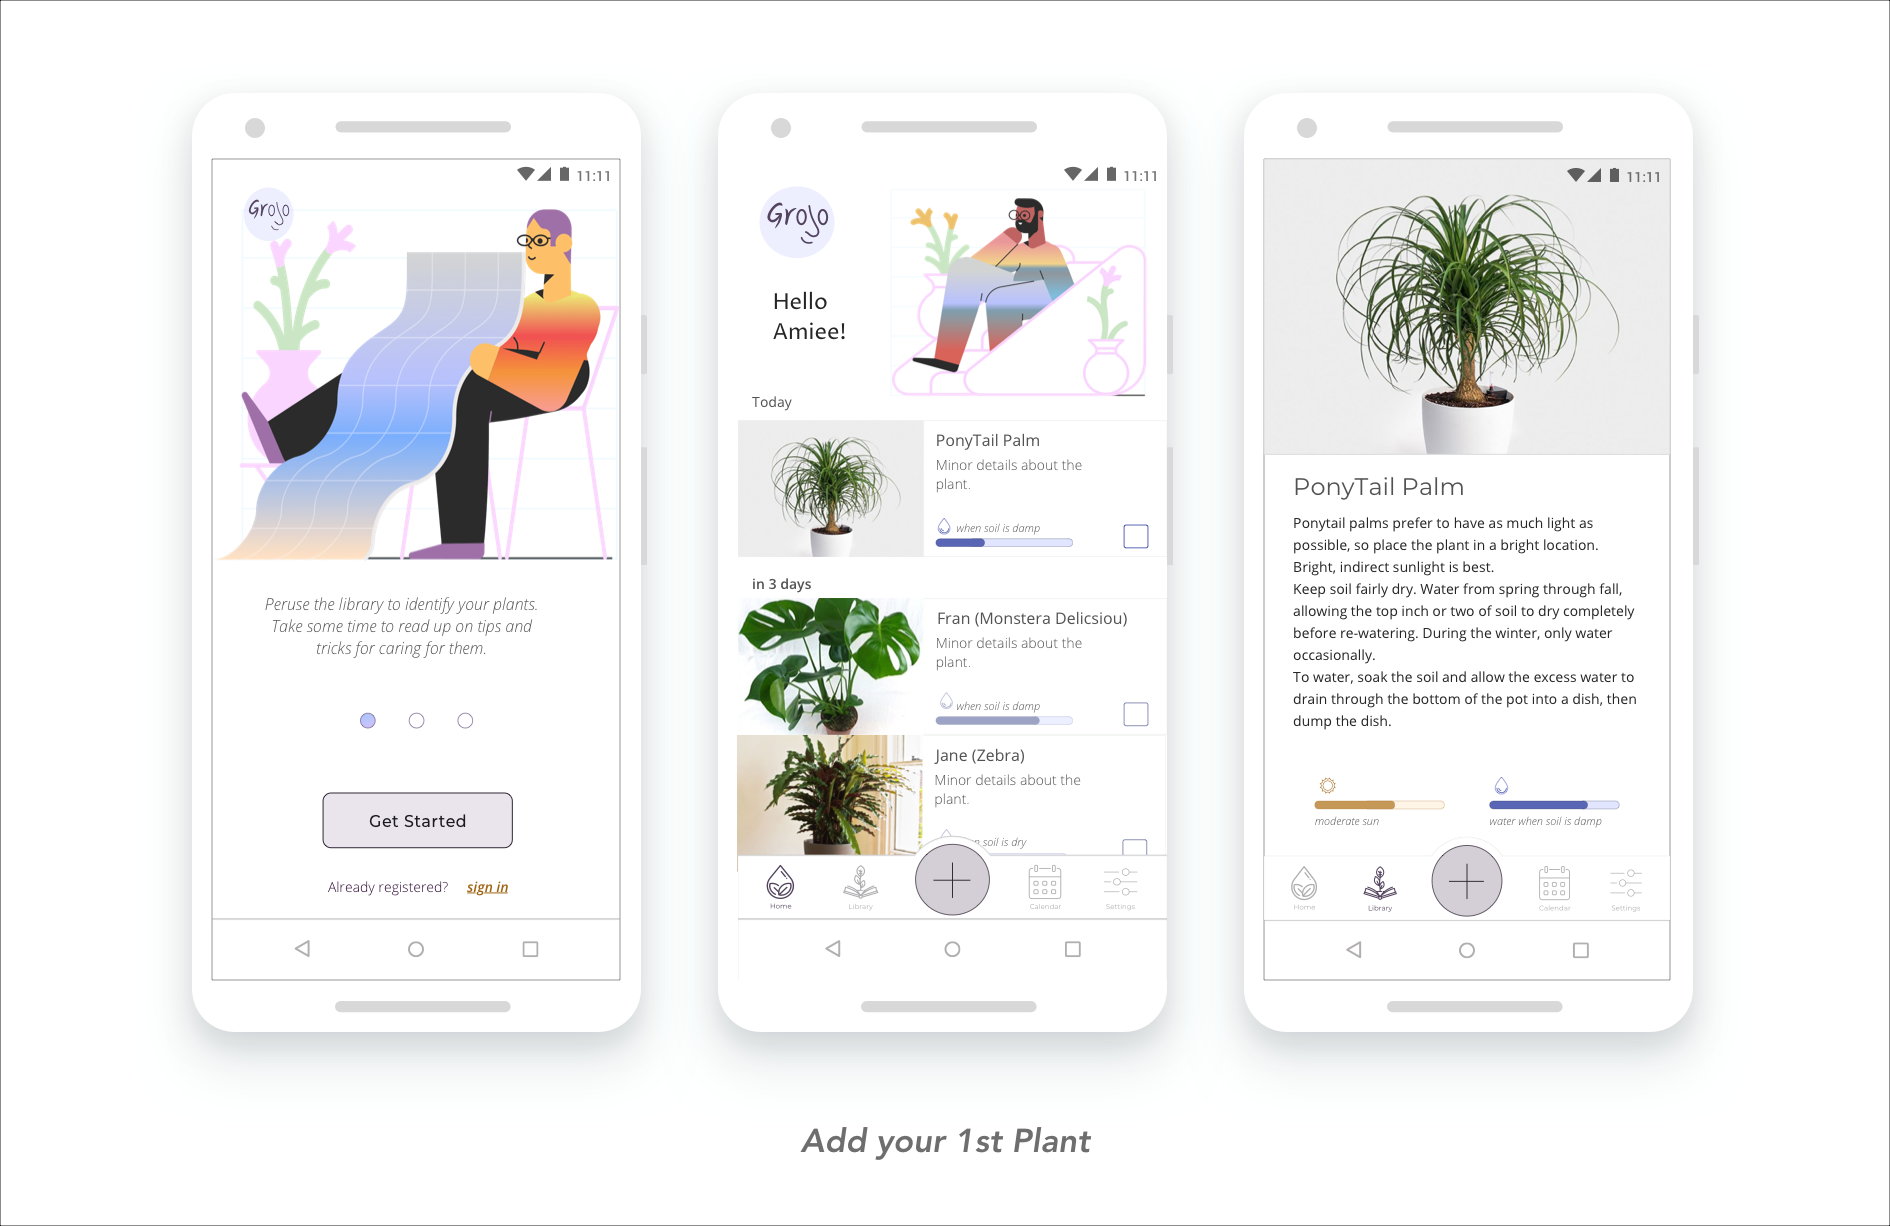 11:11
Grojo
Peruse the library to identify your plants.
Take some time to read up on tips and
tricks for caring for them.
Get Started
Already registered? sign in
11:11
Grojo
Hello
Amiee!
Today
PonyTail Palm
Minor details about the
plant.
when soil is damp
in 3 days
Fran (Monstera Delicsiou)
Minor details about the
plant.
when soil is damp
Jane (Zebra)
Minor details about the
plant.
soil is dry
Home
Library
Calendar
Settings
11:11
PonyTail Palm
Ponytail palms prefer to have as much light as
possible, so place the plant in a bright location.
Bright, indirect sunlight is best.
Keep soil fairly dry. Water from spring through fall,
allowing the top inch or two of soil to dry completely
before re-watering. During the winter, only water
occasionally.
To water, soak the soil and allow the excess water to
drain through the bottom of the pot into a dish, then
dump the dish.
moderate sun
water when soil is damp
Home
Library
Calendar
Settings
Add your 1st Plant